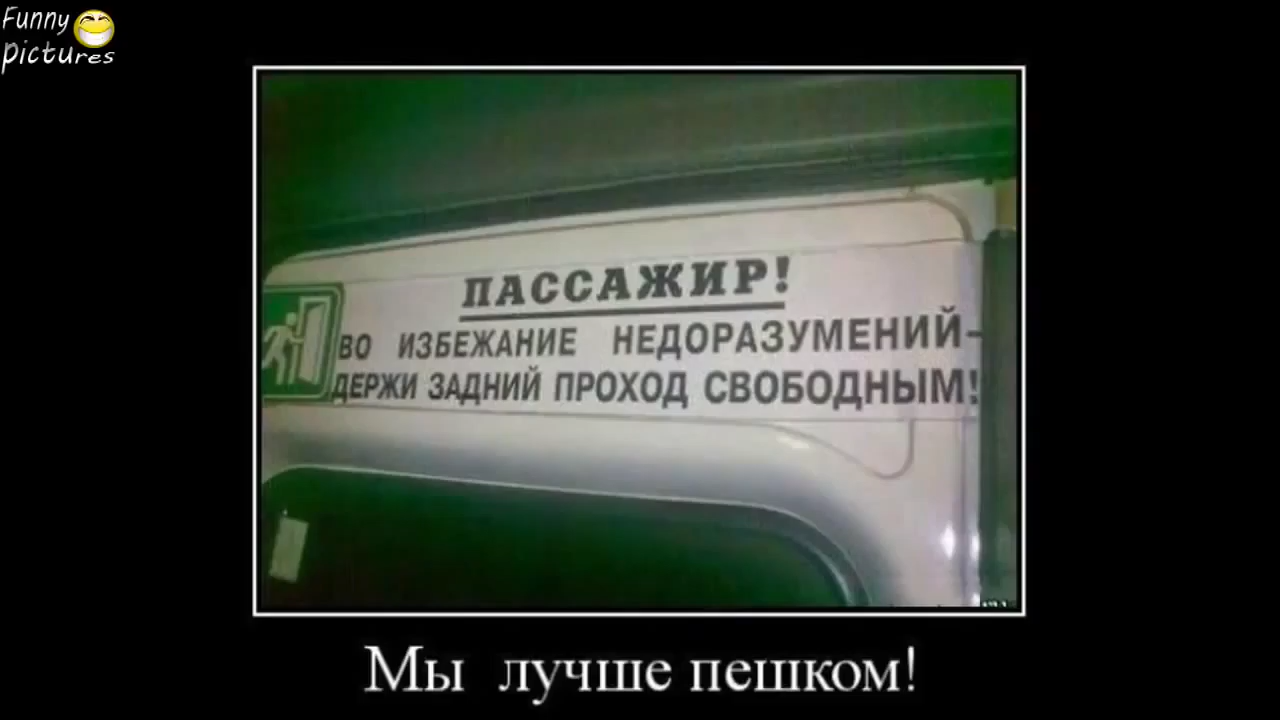 Funny
pictures
ПАССАЖИР!
ВО ИЗБЕЖАНИЕ НЕДОРАЗУМЕНИЙ-
ДЕРЖИ ЗАДНИЙ ПРОХОД СВОБОДНЫМ!
Мы лучше пешком!